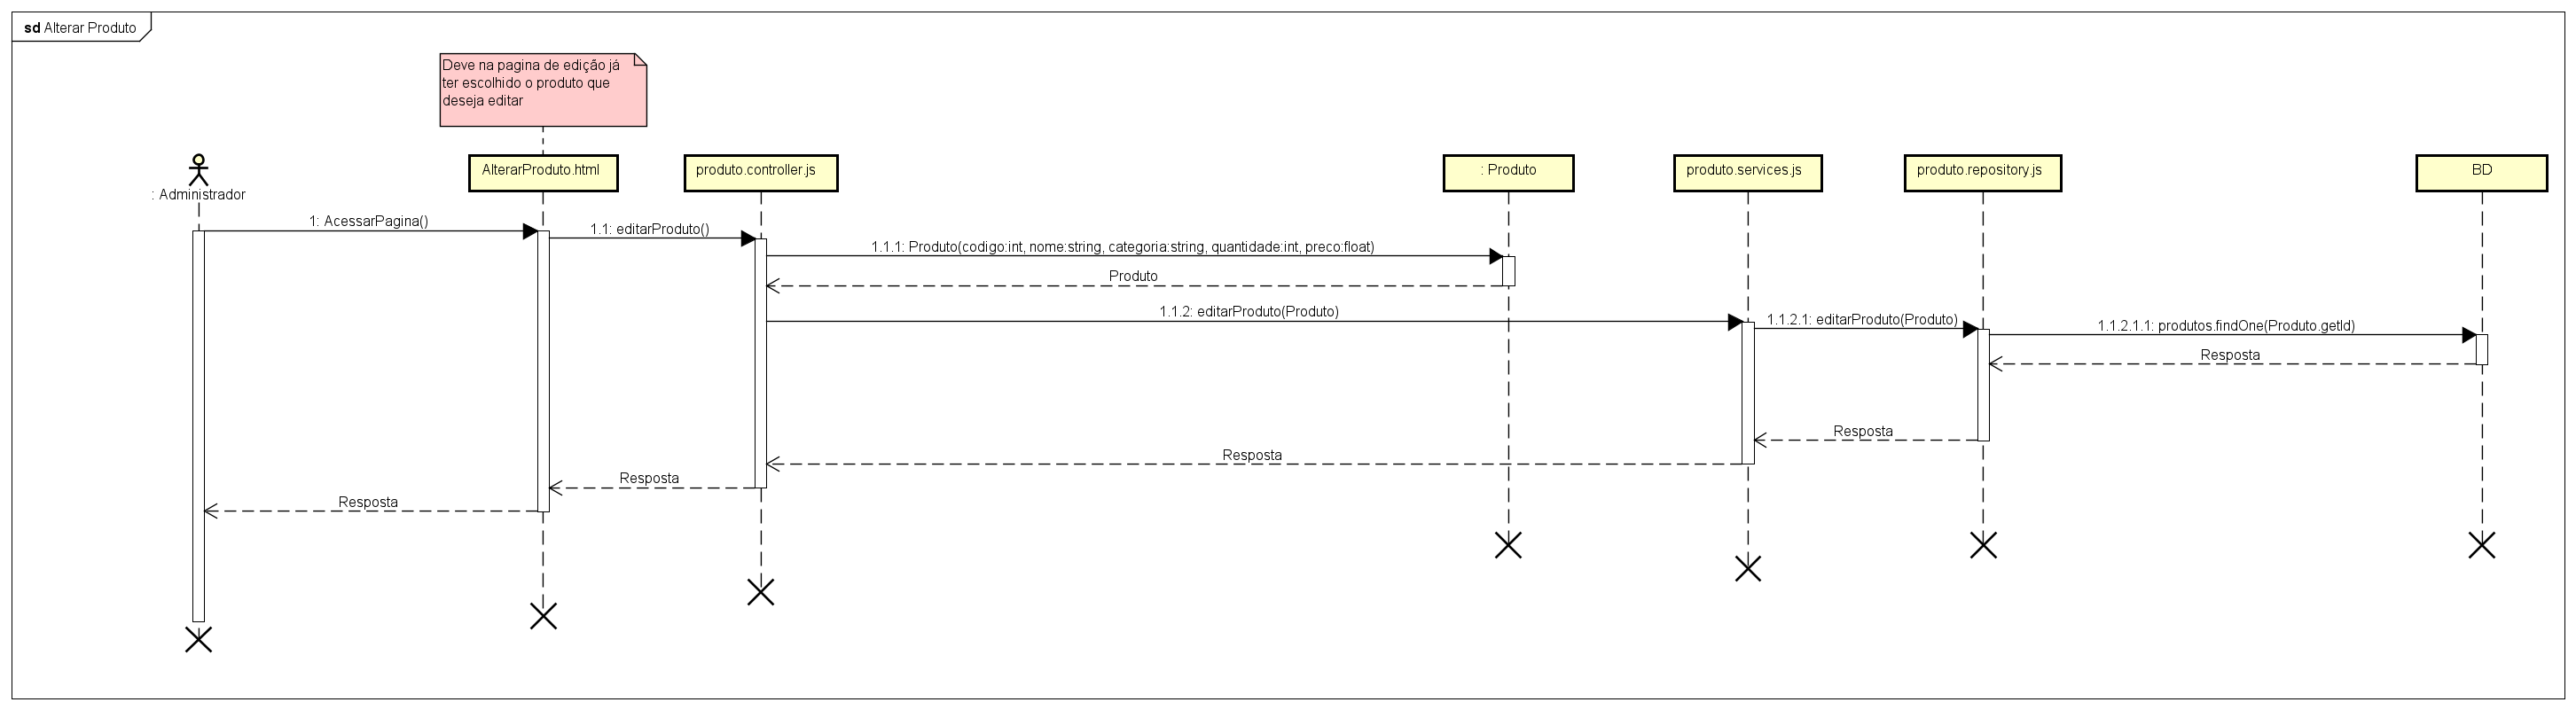 sd Alterar Produto
Deve na pagina de edição já
ter escolhido o produto que
deseja editar
: Administrador
AlterarProduto.html
produto.controller.js
: Produto
produto.services.js
produto.repository.js
BD
1: AcessarPagina()
1.1: editarProduto()
1.1.1: Produto(codigo:int, nome:string, categoria:string, quantidade:int, preco:float)
Produto
1.1.2: editarProduto(Produto)
1.1.2.1: editarProduto(Produto)
1.1.2.1.1: produtos.findOne(Produto.getId)
Resposta
Resposta
Resposta
Resposta
Resposta